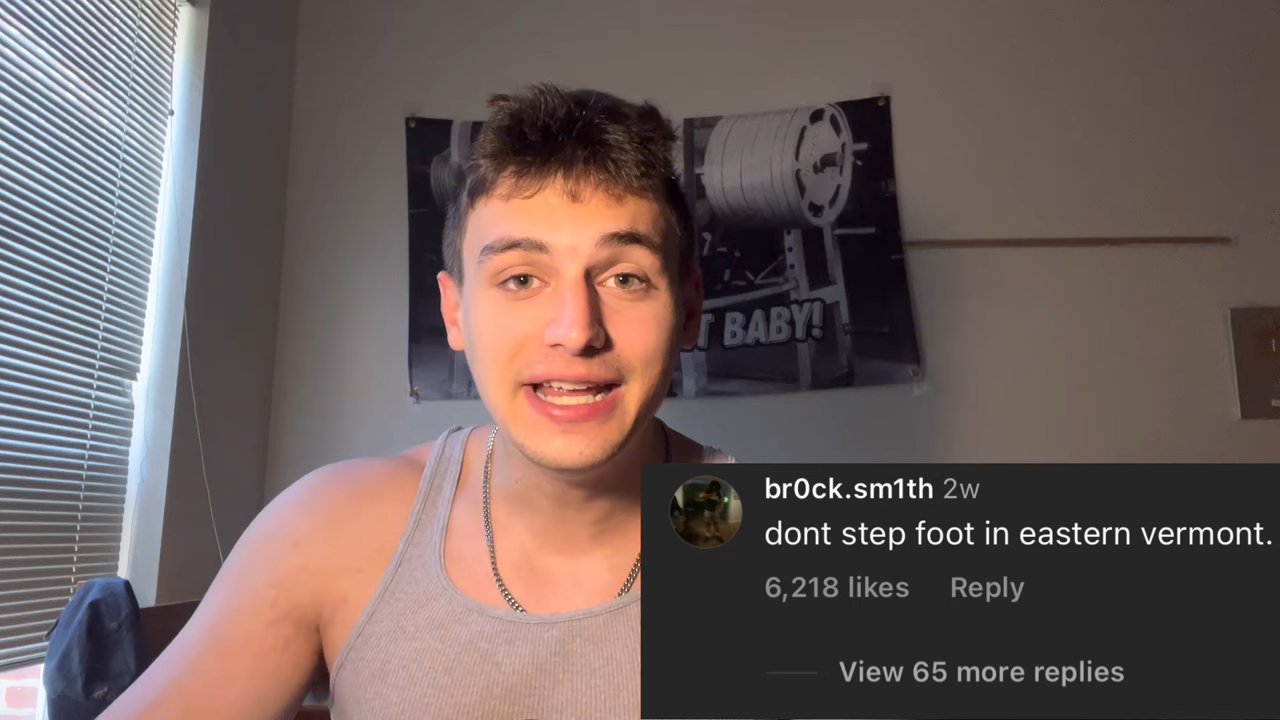 T BABY!
br0ck.sm1th 2w
dont step foot in eastern vermont.
6,218 likes Reply
View 65 more replies